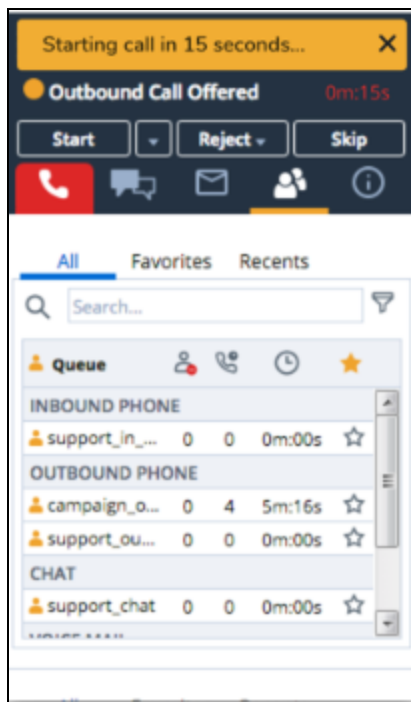 Starting call in 15 seconds...
Outbound Call Offered 0m:15s
Start Reject Skip
All Favorites Recents
Search...
Queue
INBOUND PHONE
support_in_... 0 0 0m:00s
OUTBOUND PHONE
campaign_o... 0 4 5m:16s
support_ou... 0 0 0m:00s
CHAT
support_chat 0 0 0m:00s